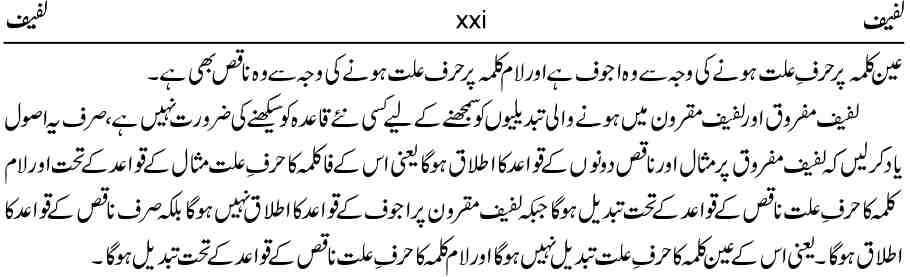 لفیف xxi لفیف
عین کلمہ پر حرفِ علت ہونے کی وجہ سے وہ اجوف ہے اور لام کلمہ پر حرف علت ہونے کی وجہ سے وہ ناقص بھی ہے۔
لفیف مفروق اور لفیف مقرون میں ہونے والی تبدیلیوں کو سمجھنے کے لیے کسی نئے قاعدہ کو سیکھنے کی ضرورت نہیں ہے، صرف یہ اصول
یاد کر لیں کہ لفیف مفروق پر مثال اور ناقص دونوں کے قواعد کا اطلاق ہوگا یعنی اس کے فا کلمہ کا حرفِ علت مثال کے قواعد کے تحت اور لام
کلمہ کا حرفِ علت ناقص کے قواعد کے تحت تبدیل ہوگا جبکہ لفیف مقرون پر اجوف کے قواعد کا اطلاق نہیں ہوگا بلکہ صرف ناقص کے قواعد کا
اطلاق ہوگا۔ یعنی اس کے عین کلمہ کا حرفِ علت تبدیل نہیں ہوگا اور لام کلمہ کا حرف علت ناقص کے قواعد کے تحت تبدیل ہوگا۔